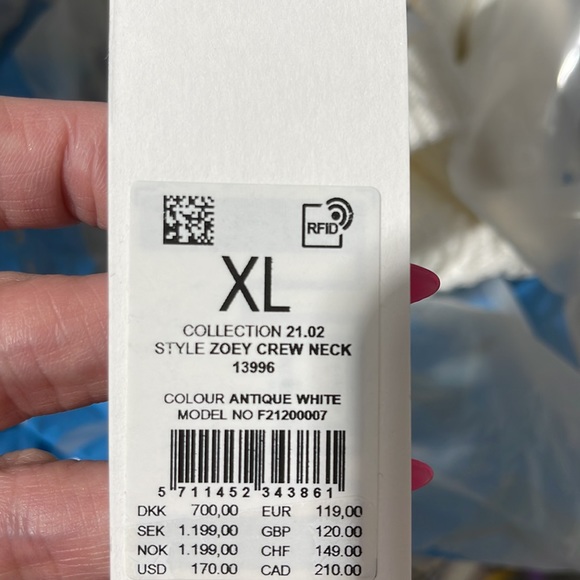 RFID
XL
COLLECTION 21.02
STYLE ZOEY CREW NECK
13996
COLOUR ANTIQUE WHITE
MODEL NO F21200007
5 711452 343861
DKK 700,00 EUR 119,00
SEK 1.199,00 GBP 120.00
NOK 1.199,00 CHF 149.00
USD 170.00 CAD 210.00